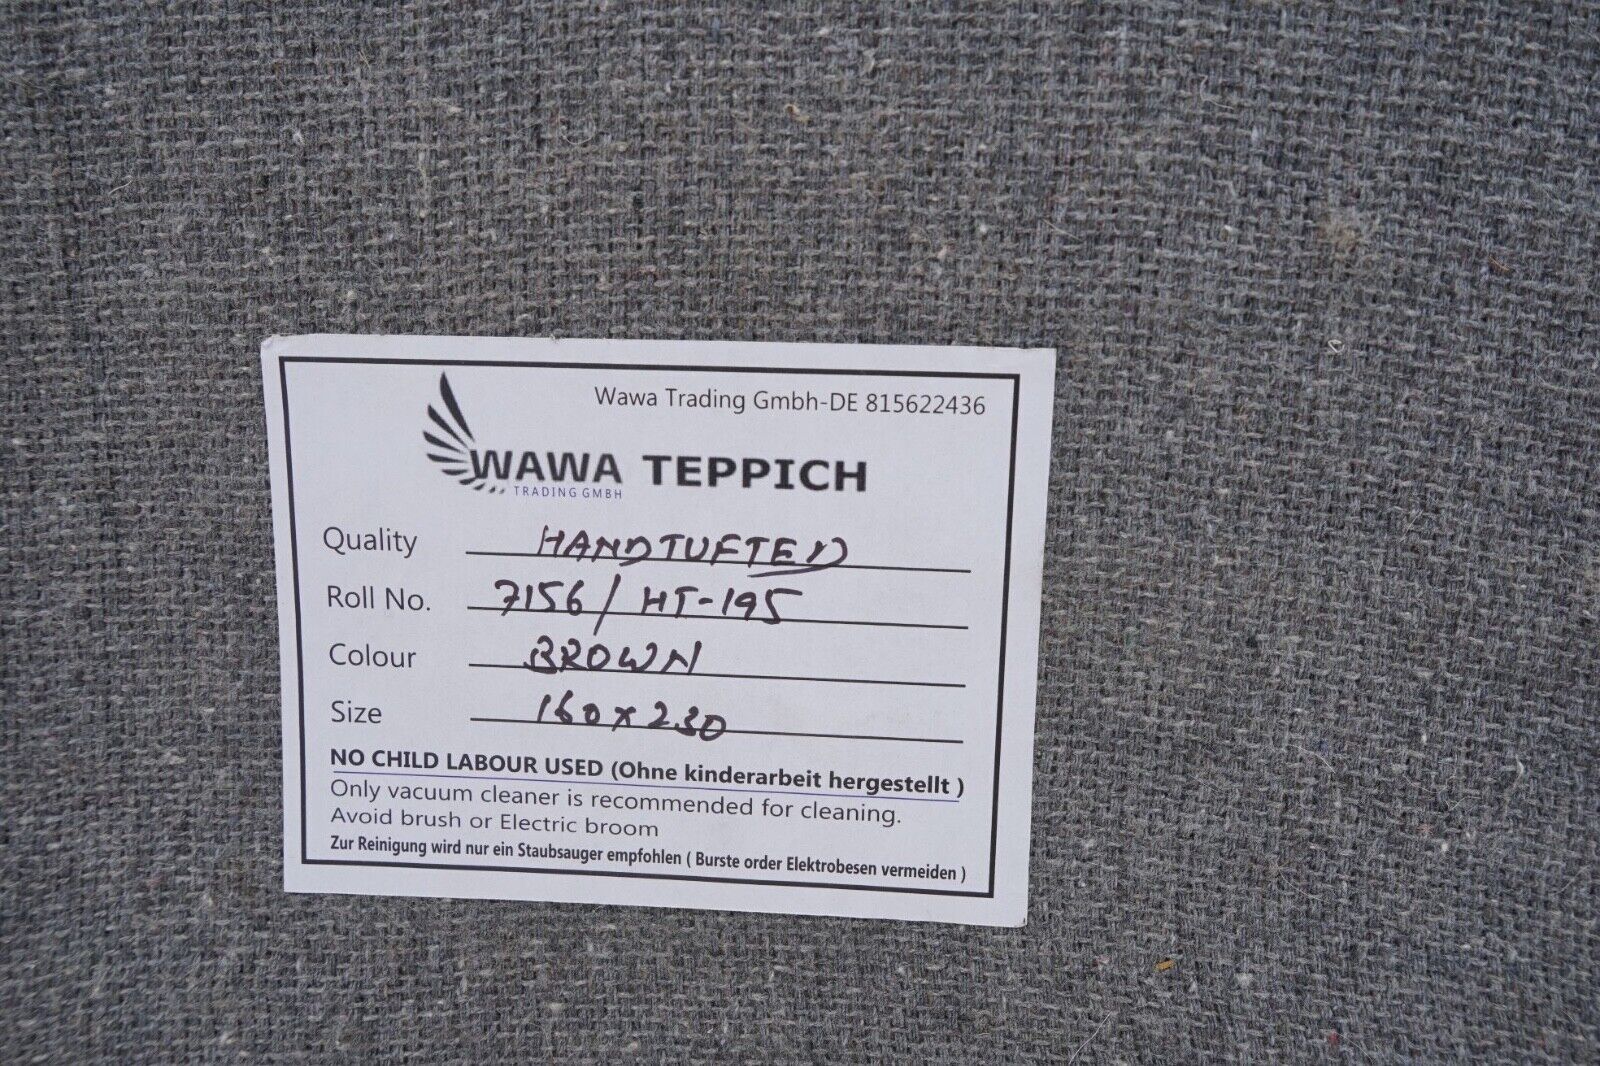 Wawa Trading Gmbh-DE 815622436
WAWA TEPPICH
TRADING GMBH
Quality HANDTUFTED
Roll No. 7156/ HT-195
Colour BROWN
Size 160x230
NO CHILD LABOUR USED (Ohne kinderarbeit hergestellt )
Only vacuum cleaner is recommended for cleaning.
Avoid brush or Electric broom
Zur Reinigung wird nur ein Staubsauger empfohlen ( Burste order Elektrobesen vermeiden )